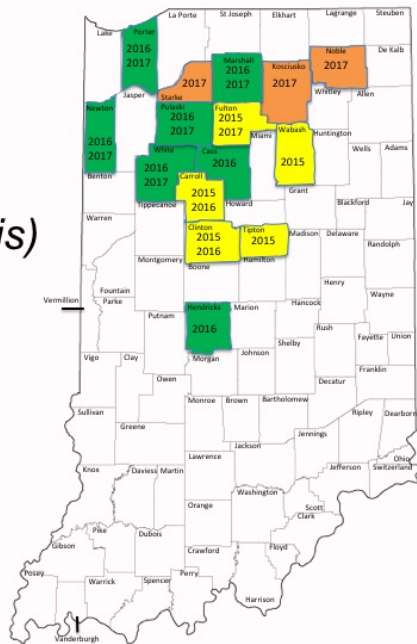 La Porte St Joseph Elkhart Lagrange Steuben
Lake Porter
2016
2017
Marshall
2016
2017
Kosciusko
2017
Noble
2017
De Kalb
Starke
2017
Whitley Allen
Jasper
Newton
2016
2017
Pulaski
2016
2017
Fulton
2015
2017
Miami
Wabash
2015
Huntington
Wells Adams
Benton
White
2016
2017
Cass
2016
Carroll
2015
2016
Grant
Tippecanoe Howard
Blackford Jay
Warren
is)
Clinton
2015
2016
Tipton
2015
Madison Delaware
Randolph
Montgomery Boone Hamilton
Fountain
Vermillion
Parke
Putnam
Hendricks
2016
Marion Hancock
Henry
Wayne
Rush
Fayette Union
Shelby
Vigo Clay
Morgan Johnson
Franklin
Owen
Decatur
Monroe Brown Bartholomew
Sullivan
Greene
Ripley Dearborn
Jennings
Jackson
Ohio
Lawrence
Jefferson Switzerland
Knox Daviess Martin
Washington
Orange
Scott
Clark
Pike Dubois
Gibson
Crawford Floyd
Posey
Warrick Spencer Perry
Harrison
Vanderburgh